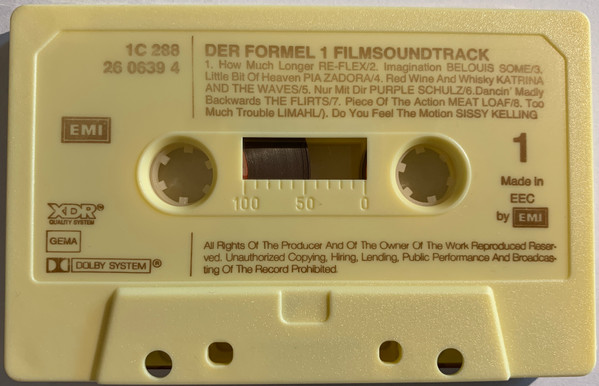 1C 288
26 0639 4
DER FORMEL 1 FILMSOUNDTRACK
1. How Much Longer RE-FLEX/2. Imagination BELOUIS SOME/3.
Little Bit Of Heaven PIA ZADORA/4. Red Wine And Whisky KATRINA
AND THE WAVES/5. Nur Mit Dir PURPLE SCHULZ/6.Dancin' Madly
Backwards THE FLIRTS/7. Piece Of The Action MEAT LOAF/8. Too
Much Trouble LIMAHL/). Do You Feel The Motion SISSY KELLING
EMI
1
Made in
EEC
by EMI
100 50 0
XDR™
QUALITY SYSTEM
GEMA
DOLBY SYSTEM®
All Rights Of The Producer And Of The Owner Of The Work Reproduced Reser-
ved. Unauthorized Copying, Hiring, Lending, Public Performance And Broadcas-
ting Of The Record Prohibited